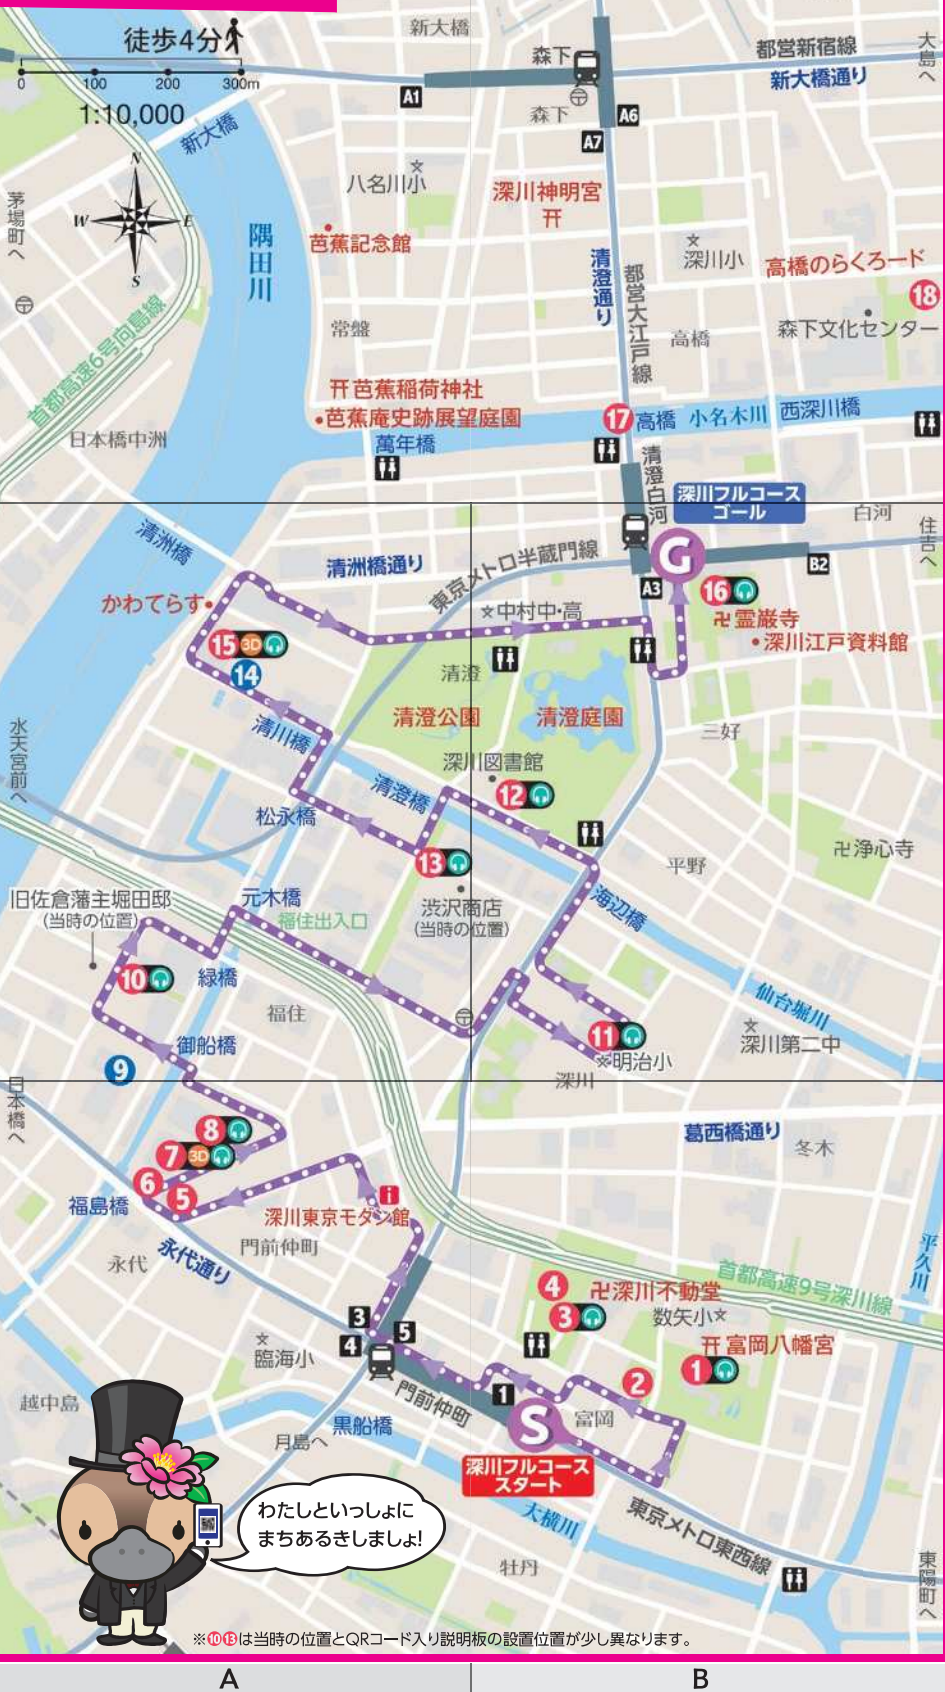 徒歩4分
0 100 200 300m
1:10,000
N
W E
S
新大橋
森下
都営新宿線
新大橋通り
大島へ
A1
森下
A6
A7
新大橋
茅場町へ
八名川小
深川神明宮
芭蕉記念館
隅田川
清澄通り
都営大江戸線
深川小
高橋のらくろード
18
森下文化センター
常盤
高橋
首都高速6号向島線
日本橋中洲
芭蕉稲荷神社
芭蕉庵史跡展望庭園
萬年橋
17
高橋
小名木川
西深川橋
清澄白河
深川フルコース
ゴール
白河
住吉へ
清洲橋
清洲橋通り
東京メトロ半蔵門線
G
B2
A3
かわてらす
中村中・高
16
卍霊巌寺
深川江戸資料館
15 3D
14
清澄
清澄公園
清澄庭園
三好
水天宮前へ
清川橋
深川図書館
清澄橋
12
松永橋
13
平野
卍浄心寺
旧佐倉藩主堀田邸
(当時の位置)
元木橋
福住出入口
渋沢商店
(当時の位置)
海辺橋
10
緑橋
福住
仙台堀川
御船橋
11
明治小
深川第二中
9
深川
日本橋へ
8
7 3D
葛西橋通り
冬木
6
5
福島橋
i
深川東京モダン館
永代
永代通り
門前仲町
平久川
首都高速9号深川線
4
卍深川不動堂
3
数矢小
富岡八幡宮
1
2
3
4
5
臨海小
1
門前仲町
S
富岡
越中島
黒船橋
月島へ
深川フルコース
スタート
大横川
東京メトロ東西線
わたしといっしょに
まちあるきしましょ!
牡丹
東陽町へ
※⑩⑬は当時の位置とQRコード入り説明板の設置位置が少し異なります。
A
B